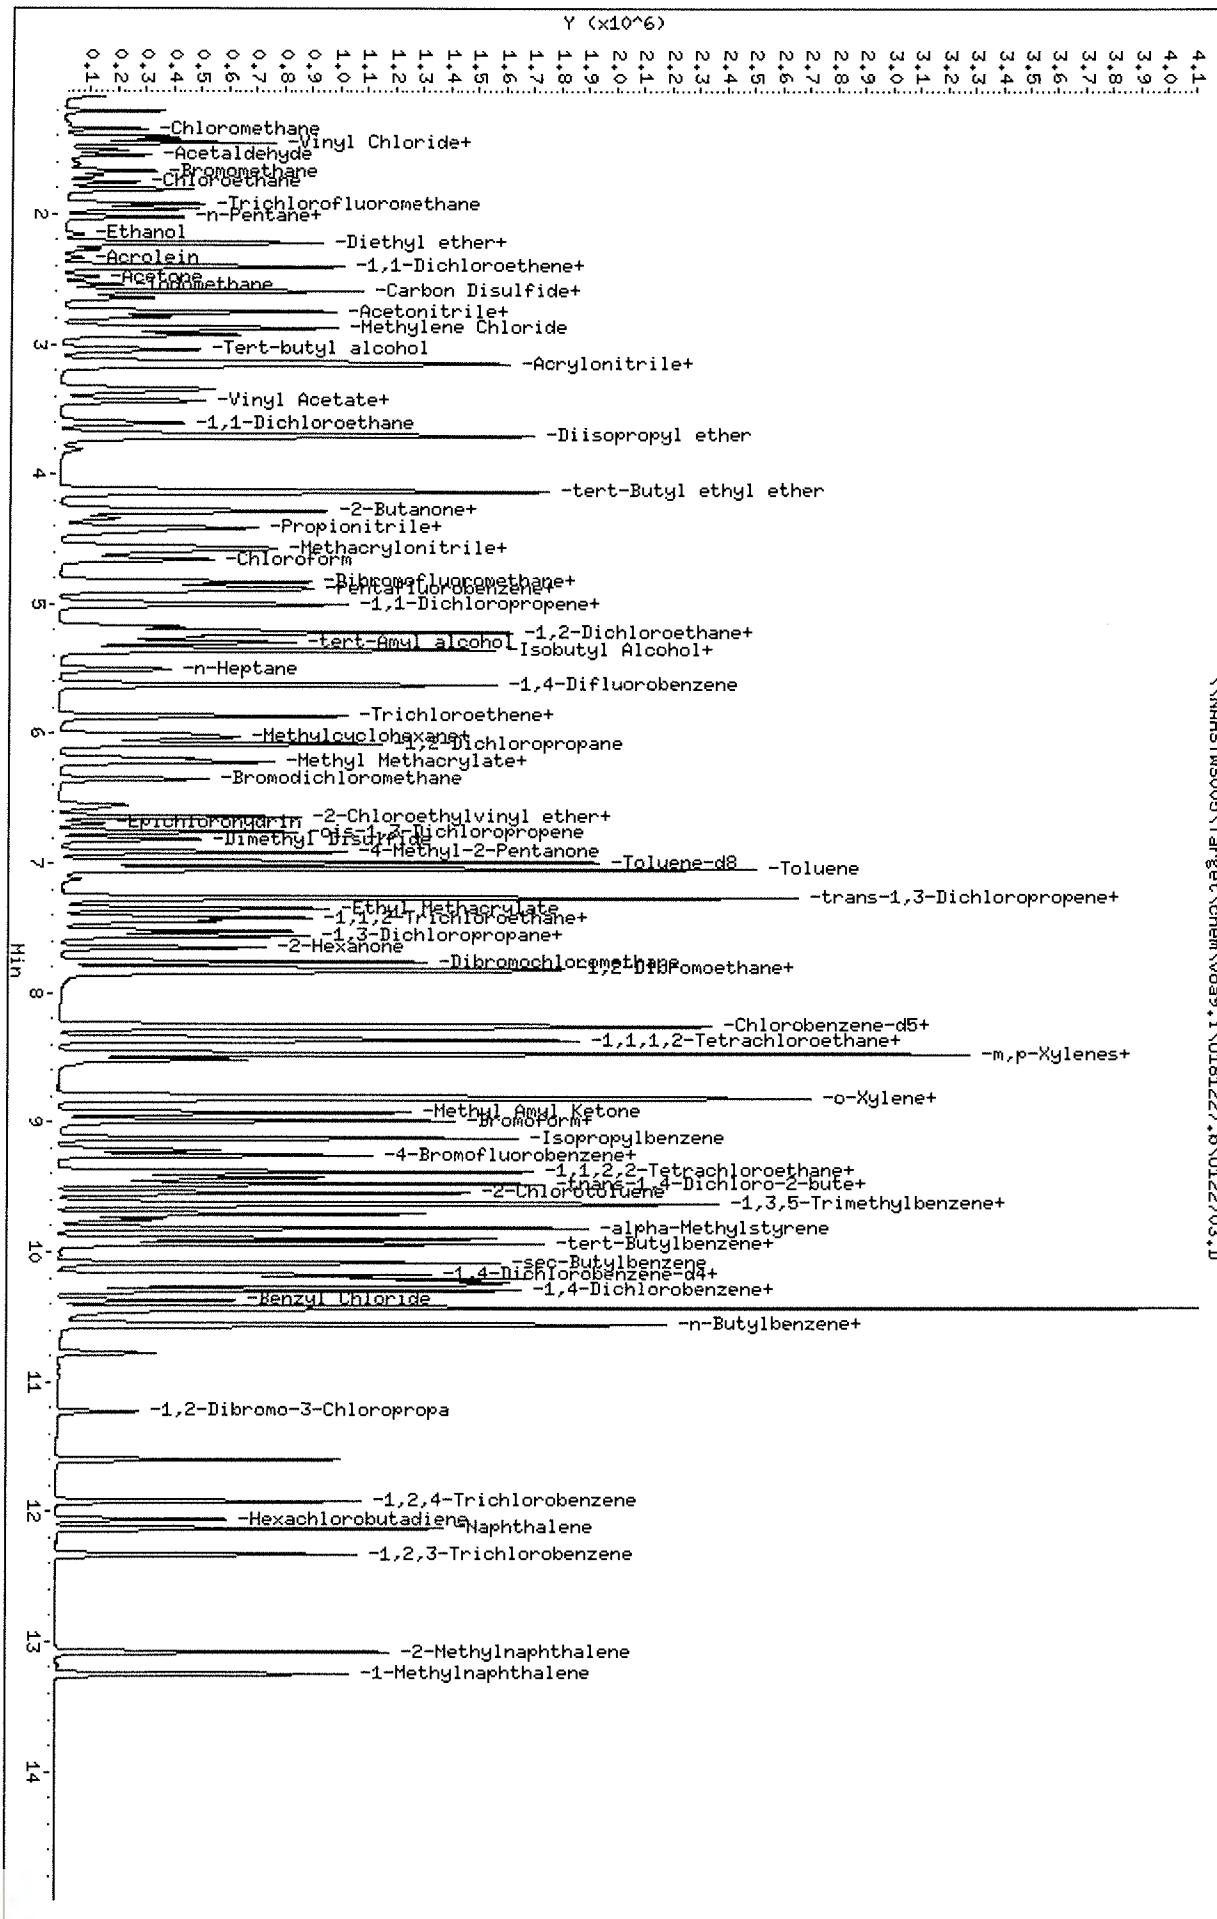 Y (x10^6)
0.1
0.2
0.3
0.4
0.5
0.6
0.7
0.8
0.9
1.0
1.1
1.2
1.3
1.4
1.5
1.6
1.7
1.8
1.9
2.0
2.1
2.2
2.3
2.4
2.5
2.6
2.7
2.8
2.9
3.0
3.1
3.2
3.3
3.4
3.5
3.6
3.7
3.8
3.9
4.0
4.1
-Chloromethane
-Vinyl Chloride+
-Acetaldehyde
-Bromomethane
-Chloroethane
-Trichlorofluoromethane
-n-Pentane+
-Ethanol
-Diethyl ether+
-Acrolein
-1,1-Dichloroethene+
-Acetone
-Iodomethane
-Carbon Disulfide+
-Acetonitrile+
-Methylene Chloride
-Tert-butyl alcohol
-Acrylonitrile+
-Vinyl Acetate+
-1,1-Dichloroethane
-Diisopropyl ether
-tert-Butyl ethyl ether
-2-Butanone+
-Propionitrile+
-Methacrylonitrile+
-Chloroform
-Dibromofluoromethane+
-Pentafluorobenzene+
-1,1-Dichloropropene+
-1,2-Dichloroethane+
-tert-Amyl alcohol
-Isobutyl Alcohol+
-n-Heptane
-1,4-Difluorobenzene
-Trichloroethene+
-Methylcyclohexane+
-1,2-Dichloropropane
-Methyl Methacrylate+
-Bromodichloromethane
-2-Chloroethylvinyl ether+
-Epichlorohydrin
-cis-1,3-Dichloropropene
-Dimethyl Disulfide
-4-Methyl-2-Pentanone
-Toluene-d8
-Toluene
-trans-1,3-Dichloropropene+
-Ethyl Methacrylate
-1,1,2-Trichloroethane+
-1,3-Dichloropropane+
-2-Hexanone
-Dibromochloromethane
-1,2-Dibromoethane+
-Chlorobenzene-d5+
-1,1,1,2-Tetrachloroethane+
-m,p-Xylenes+
-o-Xylene+
-Methyl Amyl Ketone
-Bromoform+
-Isopropylbenzene
-4-Bromofluorobenzene+
-1,1,2,2-Tetrachloroethane+
-trans-1,4-Dichloro-2-bute+
-2-Chlorotoluene
-1,3,5-Trimethylbenzene+
-alpha-Methylstyrene
-tert-Butylbenzene+
-sec-Butylbenzene
-1,4-Dichlorobenzene-d4+
-1,4-Dichlorobenzene+
-Benzyl Chloride
-n-Butylbenzene+
-1,2-Dibromo-3-Chloropropa
-1,2,4-Trichlorobenzene
-Hexachlorobutadiene
-Naphthalene
-1,2,3-Trichlorobenzene
-2-Methylnaphthalene
-1-Methylnaphthalene
2
3
4
5
6
7
8
9
10
11
12
13
14
Min